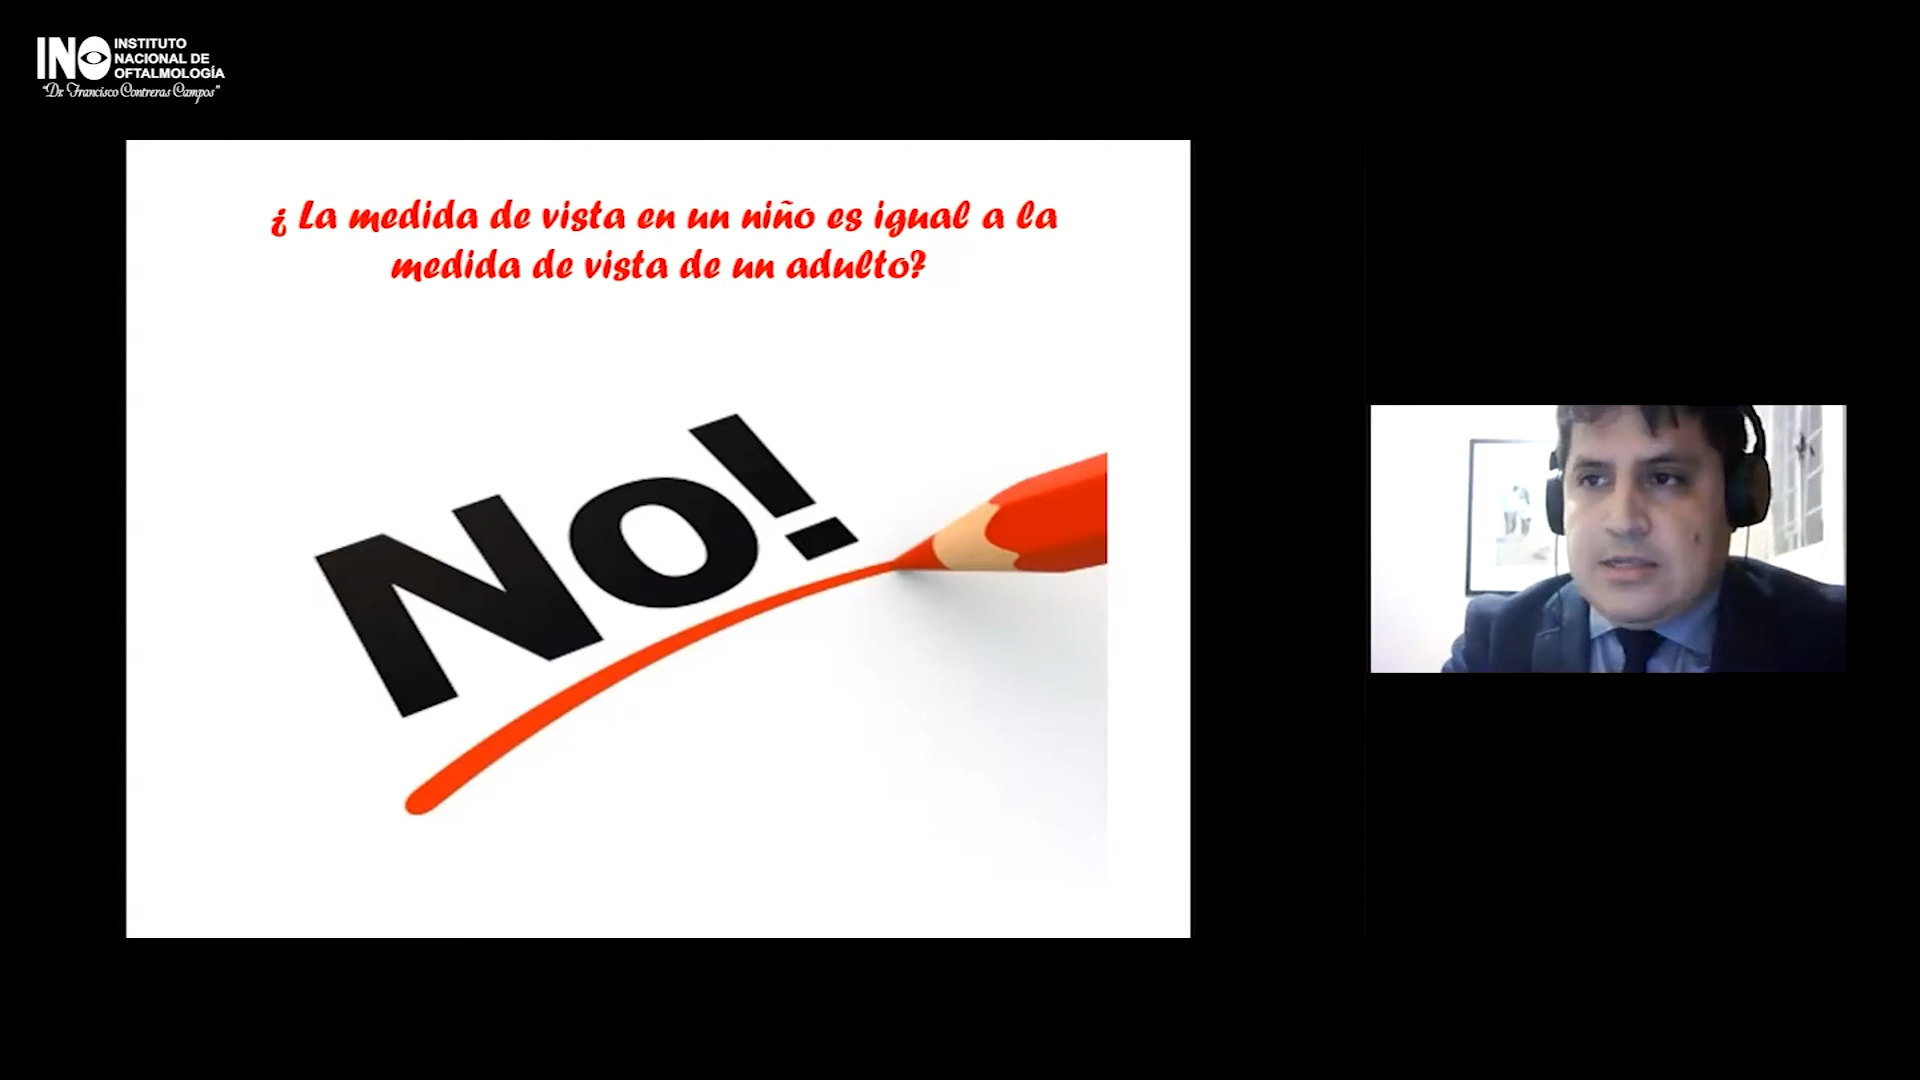 INO
INSTITUTO
NACIONAL DE
OFTALMOLOGÍA
"Dr. Francisco Contreras Campos"
¿ La medida de vista en un niño es igual a la
medida de vista de un adulto?
No!